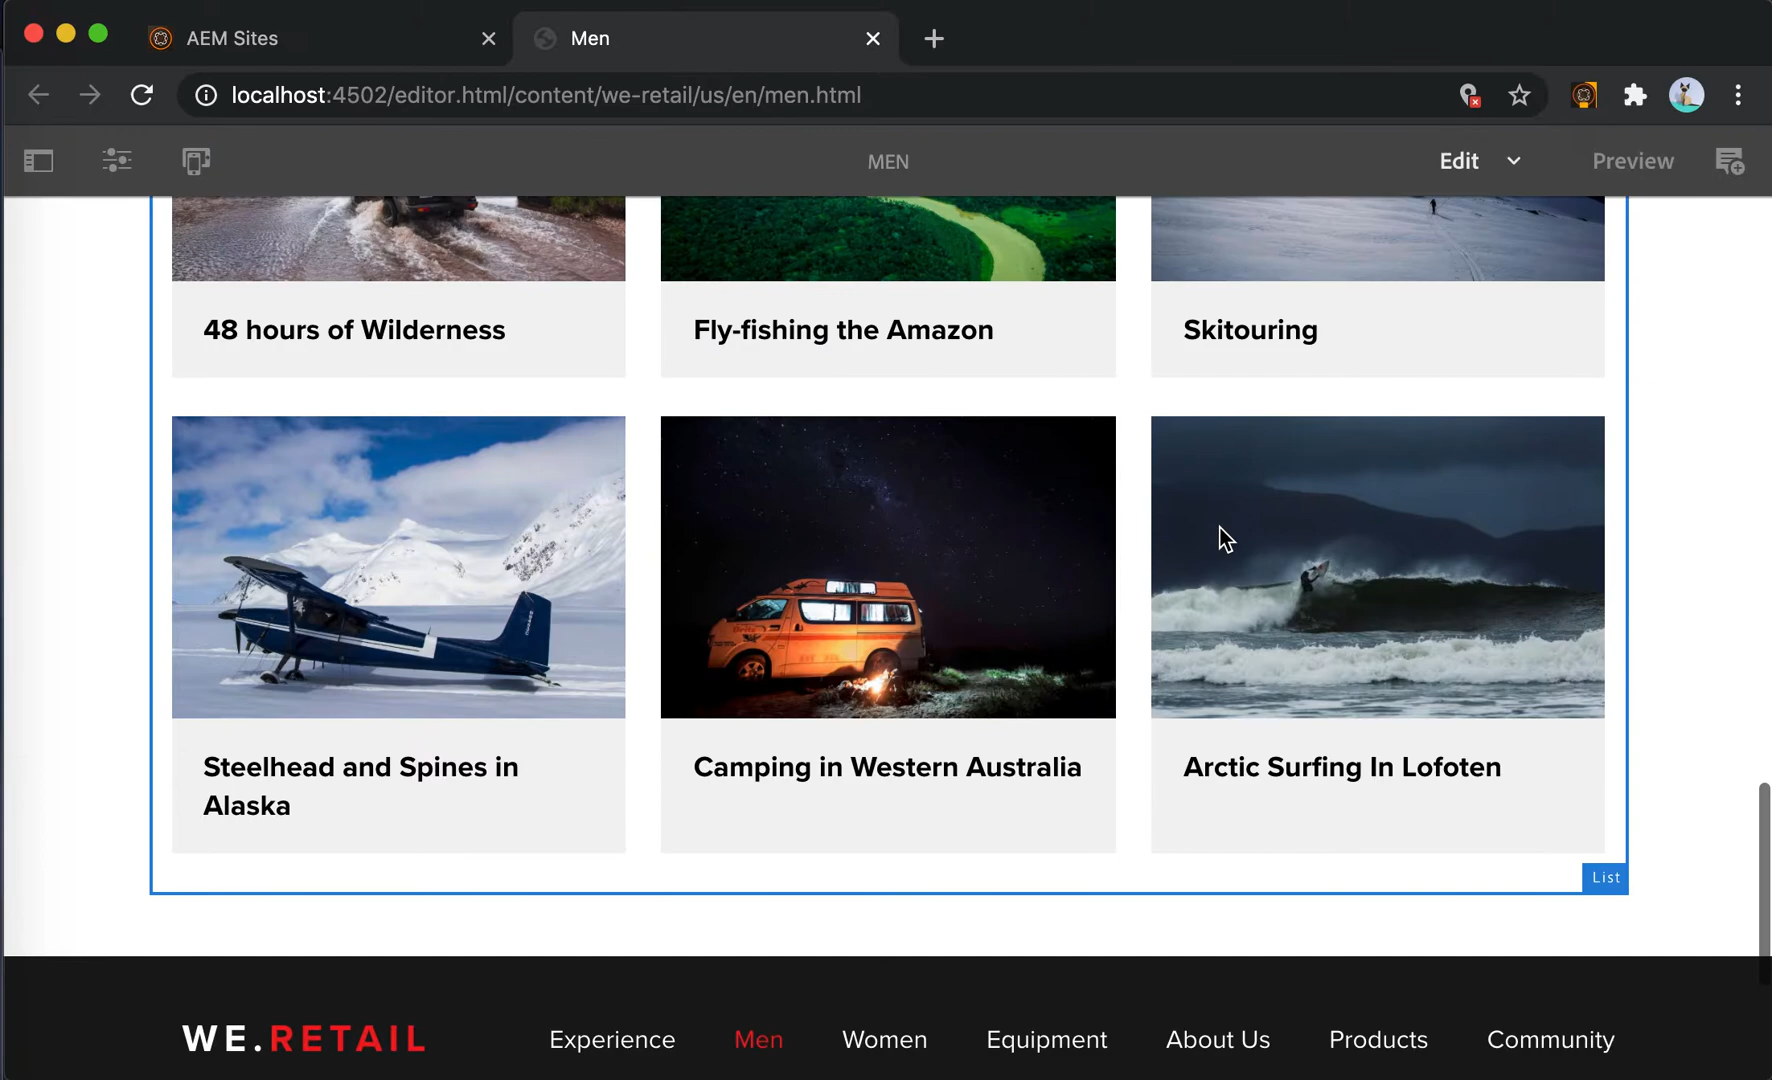 AEM Sites
Men
localhost:4502/editor.html/content/we-retail/us/en/men.html
MEN
Edit
Preview
48 hours of Wilderness
Fly-fishing the Amazon
Skitouring
Steelhead and Spines in
Alaska
Camping in Western Australia
Arctic Surfing In Lofoten
List
WE.RETAIL
Experience
Men
Women
Equipment
About Us
Products
Community